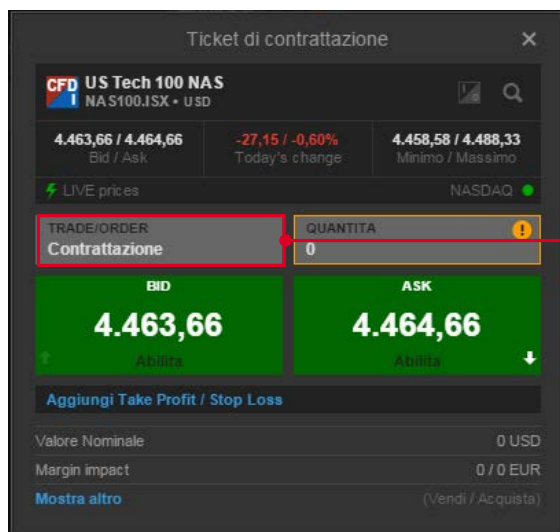 Ticket di contrattazione
CFD
I
US Tech 100 NAS
NAS100.ISX • USD
4.463,66 / 4.464,66
Bid / Ask
-27,15 / -0,60%
Today's change
4.458,58 / 4.488,33
Minimo / Massimo
LIVE prices
NASDAQ
TRADE/ORDER
Contrattazione
QUANTITA
0
BID
4.463,66
Abilita
ASK
4.464,66
Abilita
Aggiungi Take Profit / Stop Loss
Valore Nominale
0 USD
Margin impact
0 / 0 EUR
Mostra altro
(Vendi / Acquista)